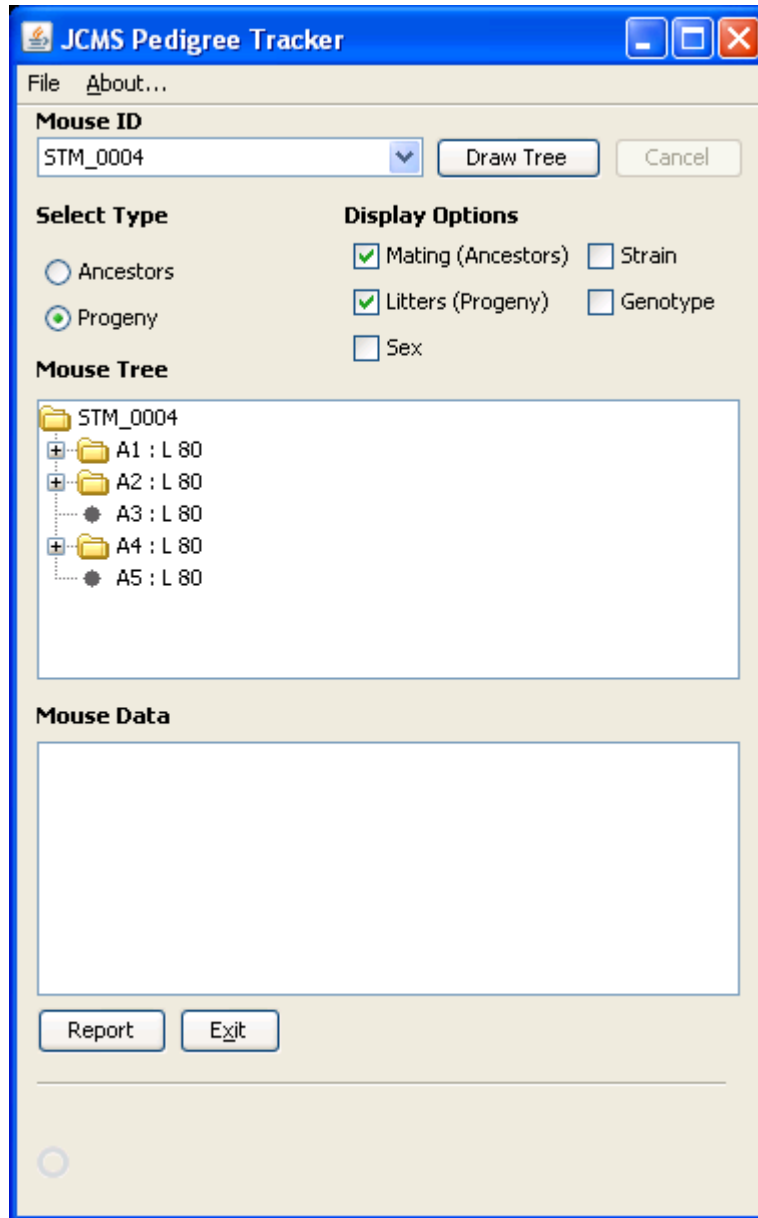 JCMS Pedigree Tracker
File About...
Mouse ID
STM_0004 Draw Tree Cancel
Select Type Display Options
Ancestors Mating (Ancestors) Strain
Progeny Litters (Progeny) Genotype
Sex
Mouse Tree
STM_0004
A1 : L 80
A2 : L 80
A3 : L 80
A4 : L 80
A5 : L 80
Mouse Data
Report Exit